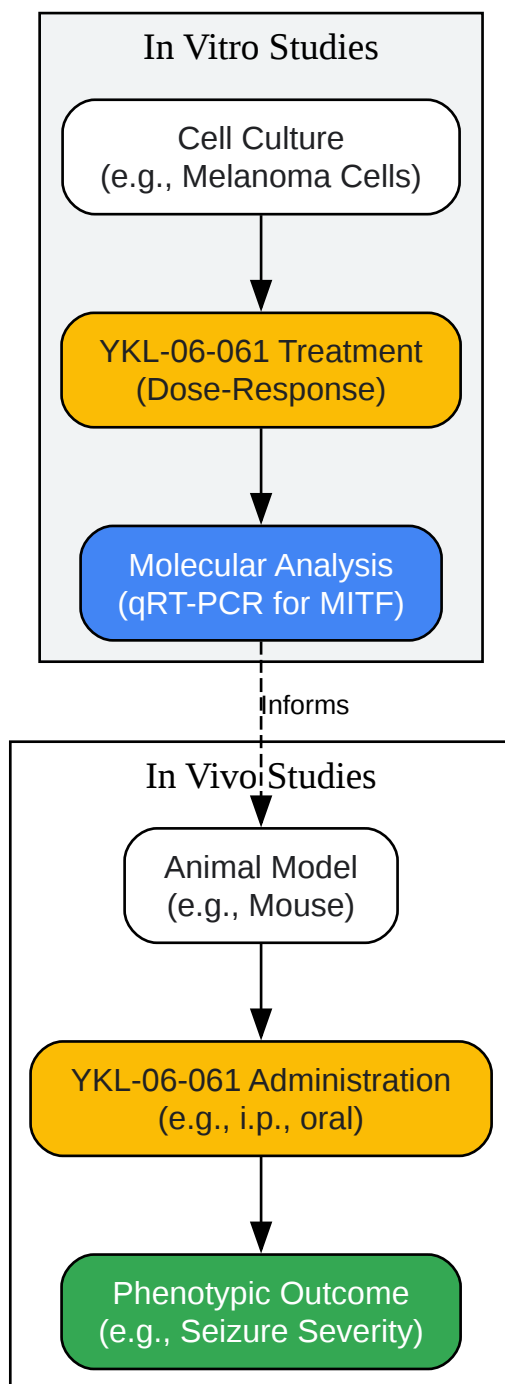 In Vitro Studies
Cell Culture
(e.g., Melanoma Cells)
YKL-06-061 Treatment
(Dose-Response)
Molecular Analysis
(qRT-PCR for MITF)
Informs
In Vivo Studies
Animal Model
(e.g., Mouse)
YKL-06-061 Administration
(e.g., i.p., oral)
Phenotypic Outcome
(e.g., Seizure Severity)